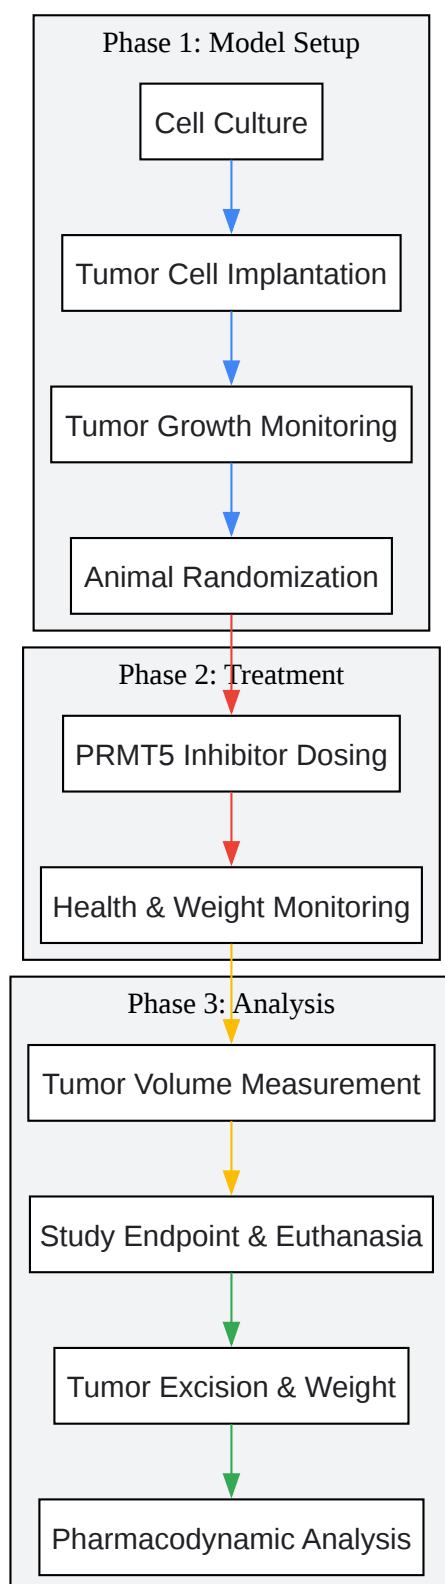 Phase 1: Model Setup
Cell Culture
Tumor Cell Implantation
Tumor Growth Monitoring
Animal Randomization
Phase 2: Treatment
PRMT5 Inhibitor Dosing
Health & Weight Monitoring
Phase 3: Analysis
Tumor Volume Measurement
Study Endpoint & Euthanasia
Tumor Excision & Weight
Pharmacodynamic Analysis